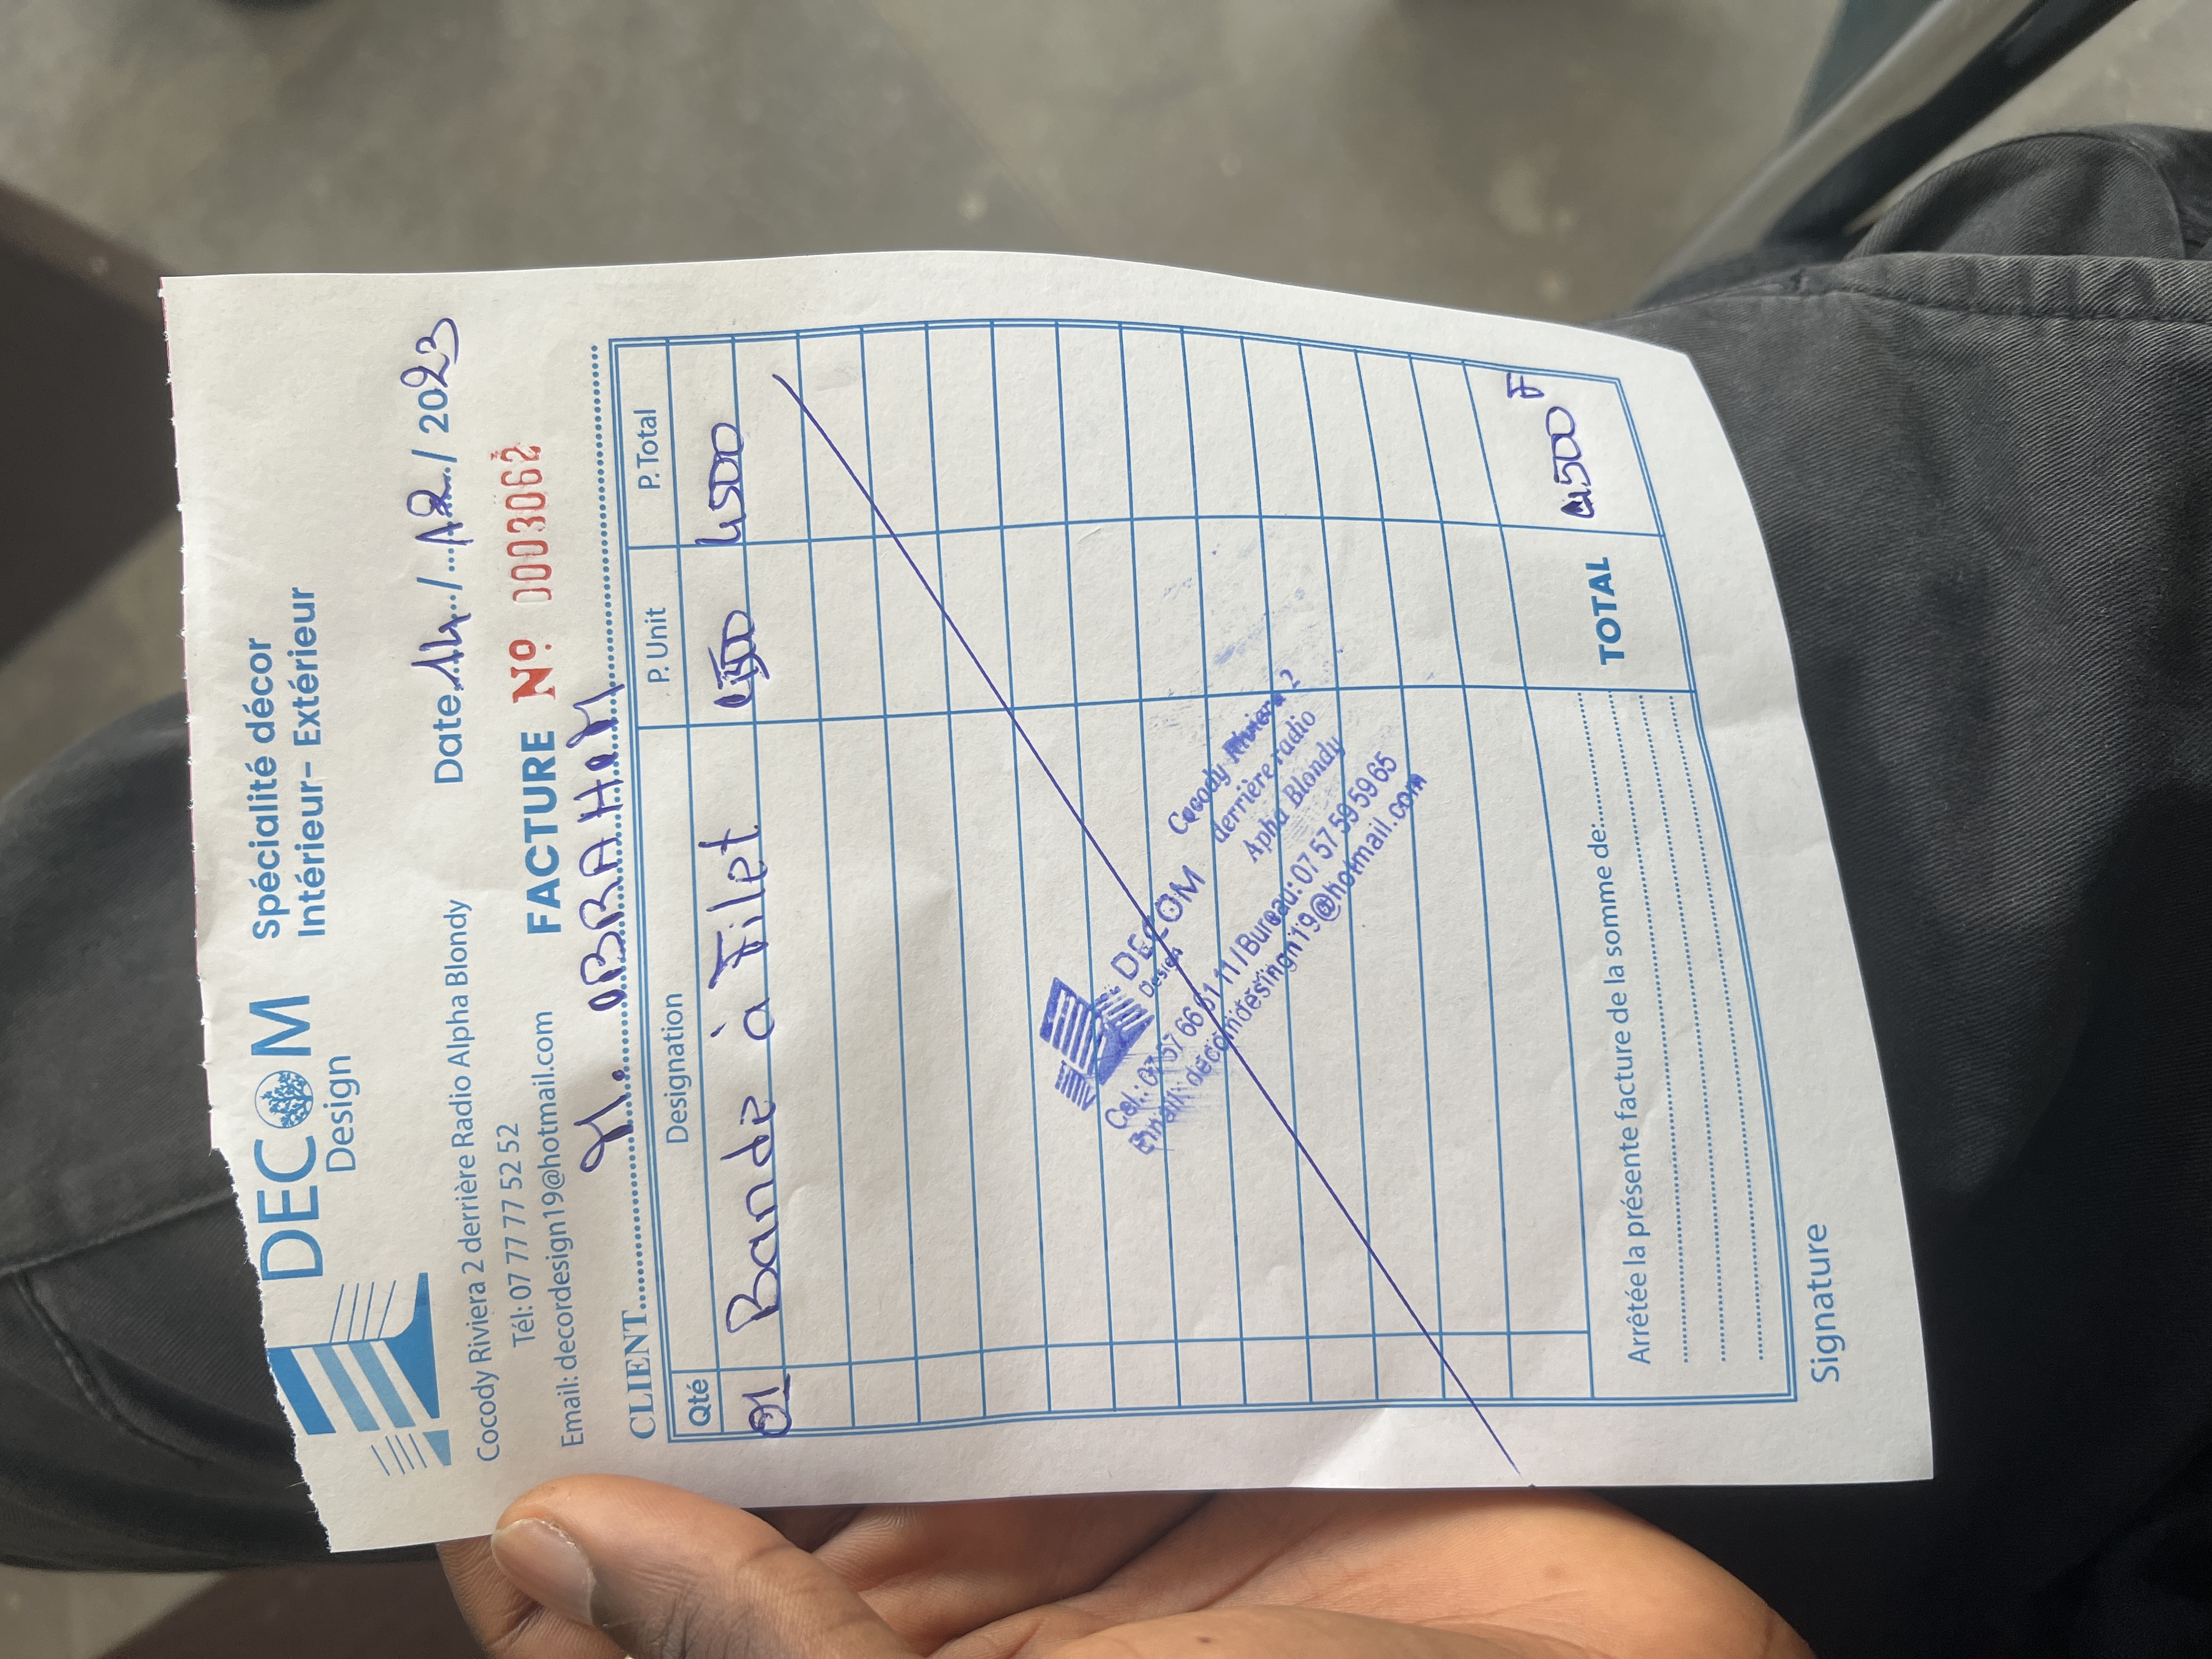 DECOM
Design
Spécialité décor
Intérieur- Extérieur
Cocody Riviera 2 derrière Radio Alpha Blondy
Tél: 07 77 77 52 52
Email: decordesign19@hotmail.com
Date 14 / 12 / 2023
FACTURE Nº 0003062
CLIENT M. IBRAHIM
Qté Designation P. Unit P. Total
01 Bande à Filet 4500 4500
DECOM
Design
Cocody Riviera 2
derrière radio
Apha Blondy
Cel.: 07 57 66 61 11 / Bureau: 07 57 59 59 65
Email: decomdesingn19@hotmail.com
Arrêtée la présente facture de la somme de:
TOTAL 4500 F
Signature